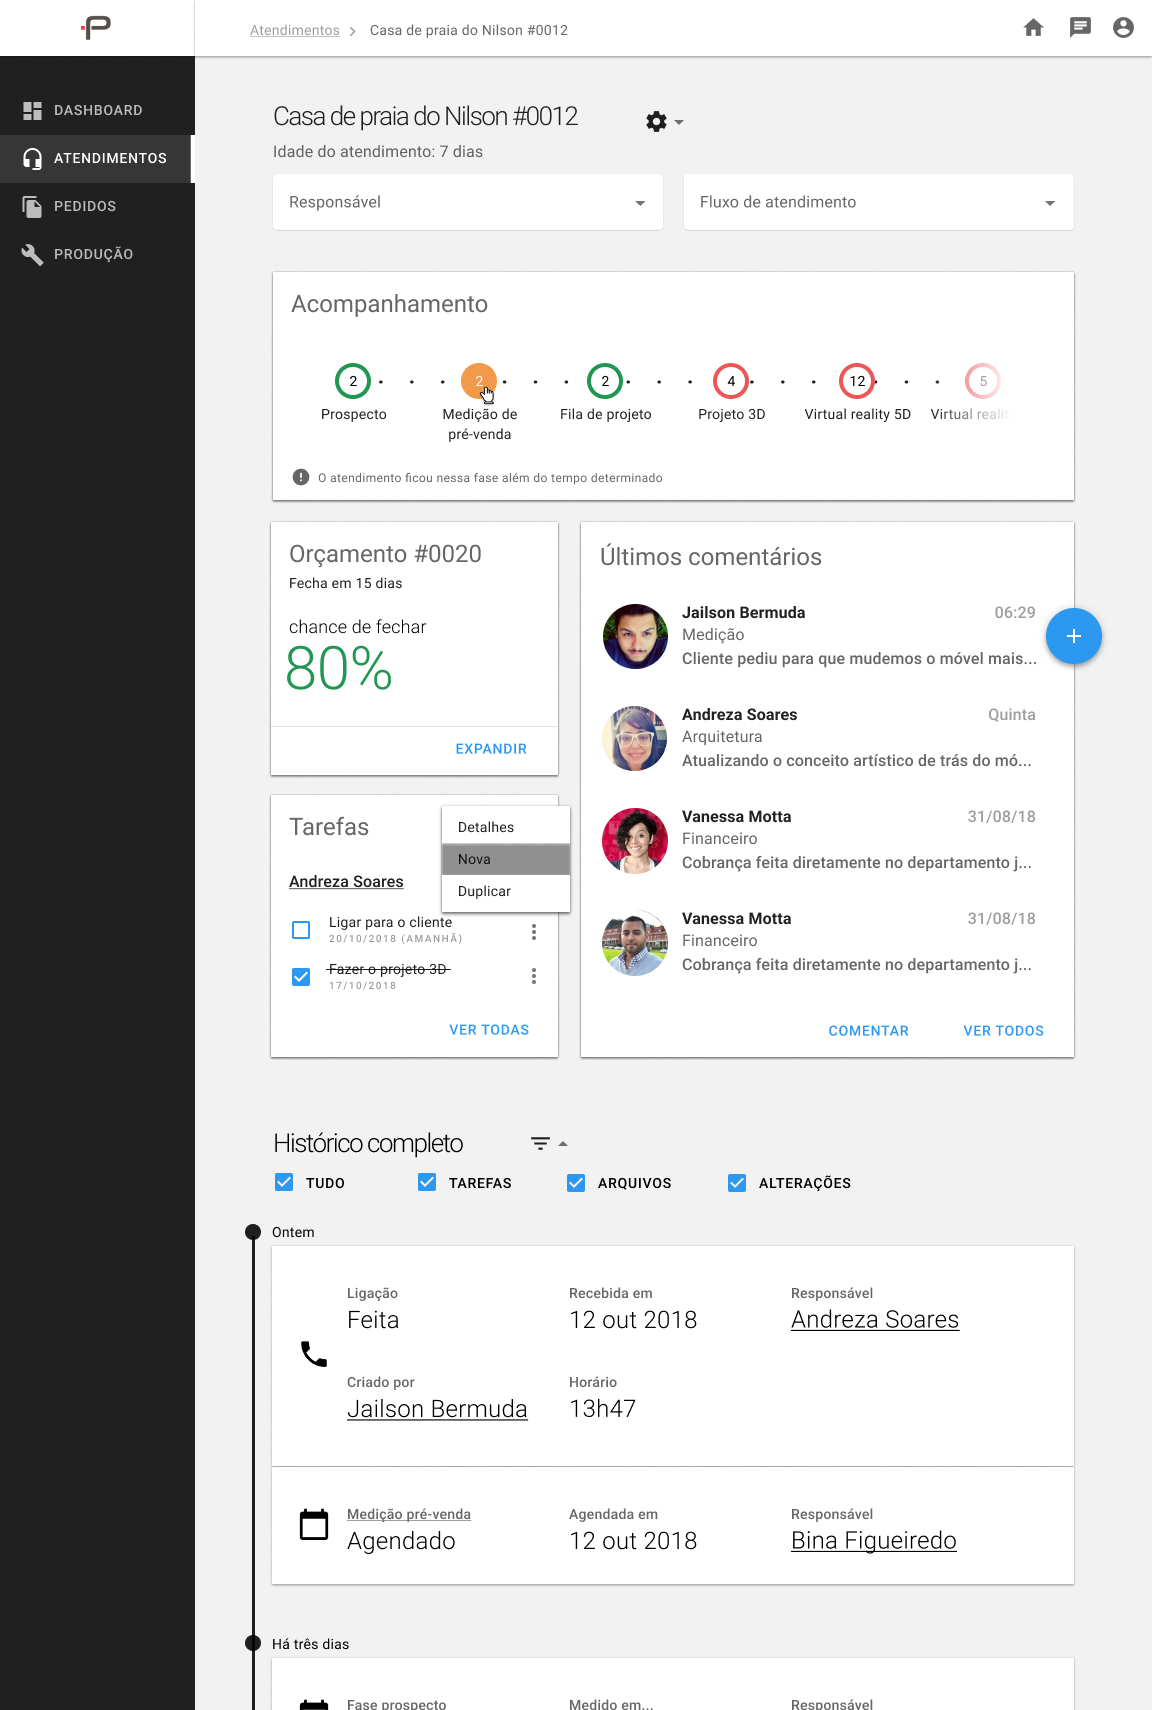 P
Atendimentos > Casa de praia do Nilson #0012
DASHBOARD
ATENDIMENTOS
PEDIDOS
PRODUÇÃO
Casa de praia do Nilson #0012
Idade do atendimento: 7 dias
Responsável
Fluxo de atendimento
Acompanhamento
2
2
2
4
12
5
Prospecto
Medição de
pré-venda
Fila de projeto
Projeto 3D
Virtual reality 5D
Virtual realit
O atendimento ficou nessa fase além do tempo determinado
Orçamento #0020
Fecha em 15 dias
chance de fechar
80%
EXPANDIR
Tarefas
Detalhes
Nova
Duplicar
Andreza Soares
Ligar para o cliente
20/10/2018 (AMANHÃ)
Fazer o projeto 3D
17/10/2018
VER TODAS
Últimos comentários
Jailson Bermuda 06:29
Medição
Cliente pediu para que mudemos o móvel mais...
Andreza Soares Quinta
Arquitetura
Atualizando o conceito artístico de trás do mó...
Vanessa Motta 31/08/18
Financeiro
Cobrança feita diretamente no departamento j...
Vanessa Motta 31/08/18
Financeiro
Cobrança feita diretamente no departamento j...
COMENTAR VER TODOS
Histórico completo
TUDO TAREFAS ARQUIVOS ALTERAÇÕES
Ontem
Ligação Recebida em Responsável
Feita 12 out 2018 Andreza Soares
Criado por Horário
Jailson Bermuda 13h47
Medição pré-venda Agendada em Responsável
Agendado 12 out 2018 Bina Figueiredo
Há três dias
Fase prospecto Medido em... Responsável